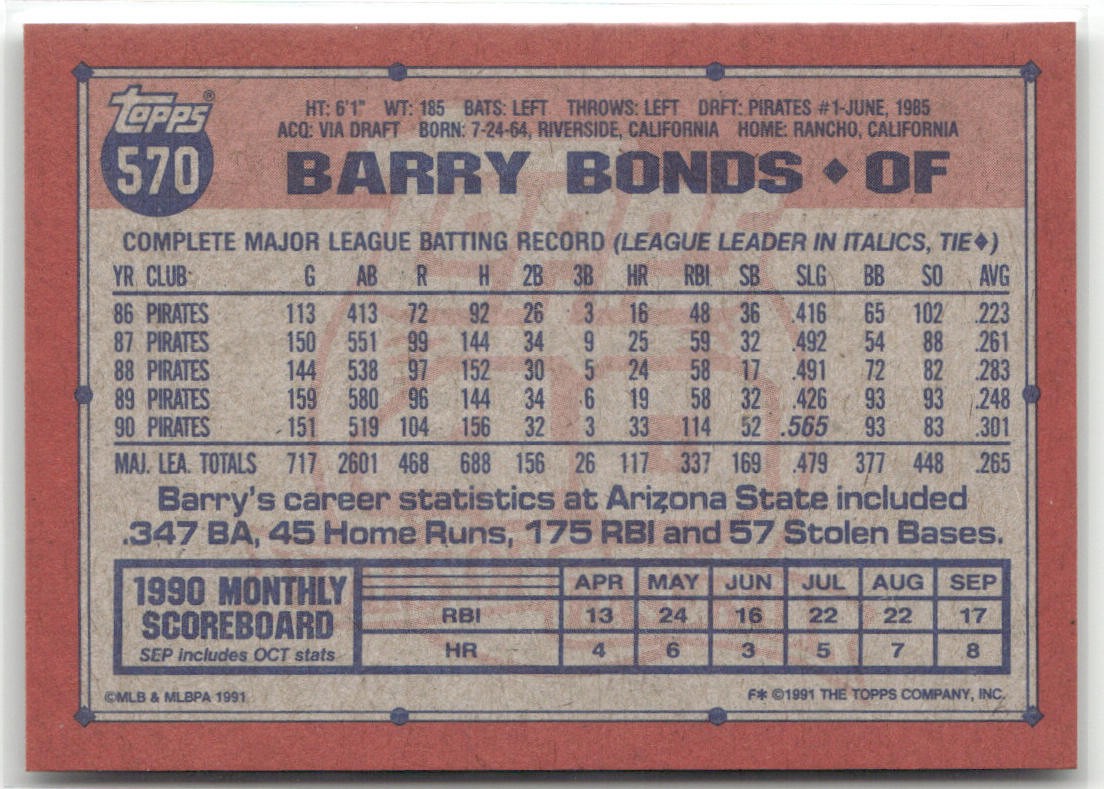 topps®
570
HT: 6'1" WT: 185 BATS: LEFT THROWS: LEFT DRFT: PIRATES #1-JUNE, 1985
ACQ: VIA DRAFT BORN: 7-24-64, RIVERSIDE, CALIFORNIA HOME: RANCHO, CALIFORNIA
BARRY BONDS ♦ OF
COMPLETE MAJOR LEAGUE BATTING RECORD (LEAGUE LEADER IN ITALICS, TIE♦)
YR CLUB G AB R H 2B 3B HR RBI SB SLG BB SO AVG
86 PIRATES 113 413 72 92 26 3 16 48 36 .416 65 102 .223
87 PIRATES 150 551 99 144 34 9 25 59 32 .492 54 88 .261
88 PIRATES 144 538 97 152 30 5 24 58 17 .491 72 82 .283
89 PIRATES 159 580 96 144 34 6 19 58 32 .426 93 93 .248
90 PIRATES 151 519 104 156 32 3 33 114 52 .565 93 83 .301
MAJ. LEA. TOTALS 717 2601 468 688 156 26 117 337 169 .479 377 448 .265
Barry's career statistics at Arizona State included
.347 BA, 45 Home Runs, 175 RBI and 57 Stolen Bases.
1990 MONTHLY
SCOREBOARD
SEP includes OCT stats
APR MAY JUN JUL AUG SEP
RBI 13 24 16 22 22 17
HR 4 6 3 5 7 8
©MLB & MLBPA 1991
F* ©1991 THE TOPPS COMPANY, INC.